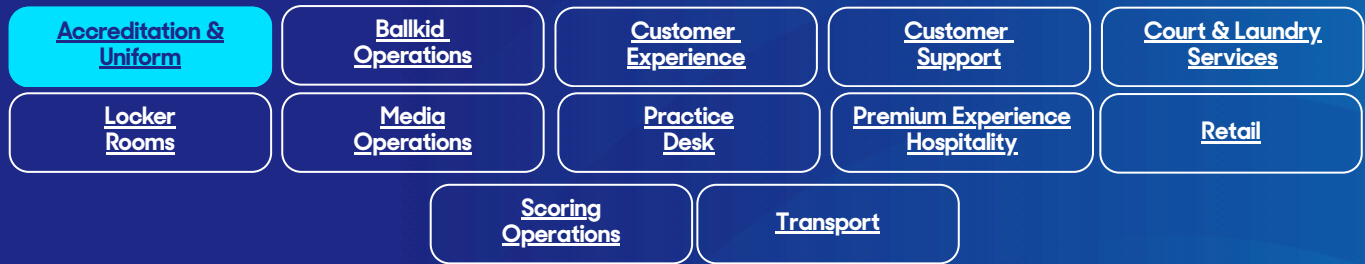 Accreditation &
Uniform
Ballkid
Operations
Customer
Experience
Customer
Support
Court & Laundry
Services
Locker
Rooms
Media
Operations
Practice
Desk
Premium Experience
Hospitality
Retail
Scoring
Operations
Transport